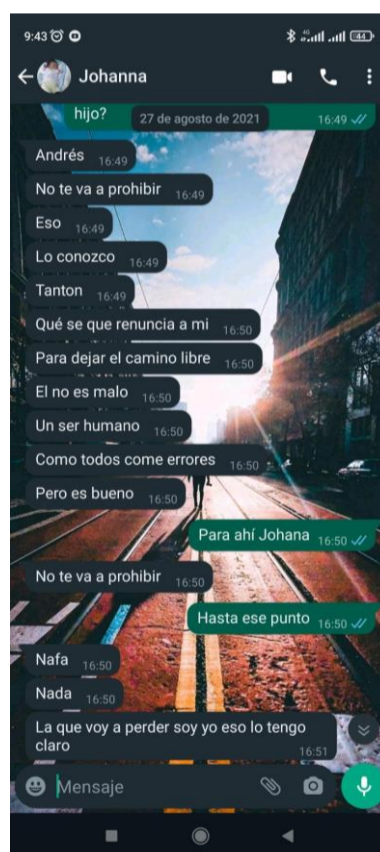 9:43
4G
44
Johanna
hijo?
16:49
27 de agosto de 2021
Andrés 16:49
No te va a prohibir 16:49
Eso 16:49
Lo conozco 16:49
Tanton 16:49
Qué se que renuncia a mi 16:50
Para dejar el camino libre 16:50
El no es malo 16:50
Un ser humano 16:50
Como todos come errores 16:50
Pero es bueno 16:50
Para ahí Johana 16:50
No te va a prohibir 16:50
Hasta ese punto 16:50
Nafa 16:50
Nada 16:50
La que voy a perder soy yo eso lo tengo
claro 16:51
Mensaje